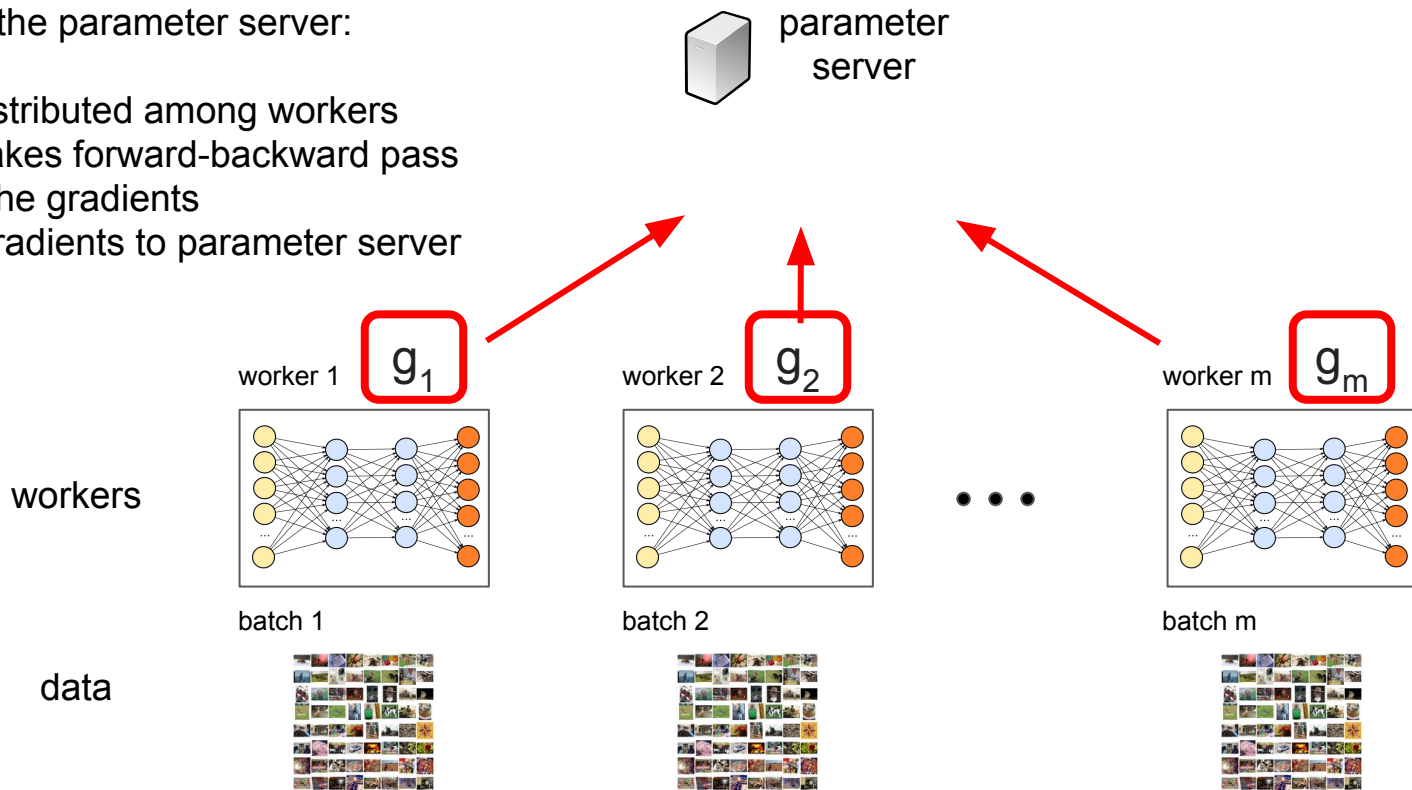 the parameter server:
stributed among workers
akes forward-backward pass
he gradients
radients to parameter server
parameter
server
worker 1 g1
worker 2 g2
worker m gm
workers
...
...
...
...
...
...
...
...
...
...
...
...
batch 1
batch 2
batch m
data